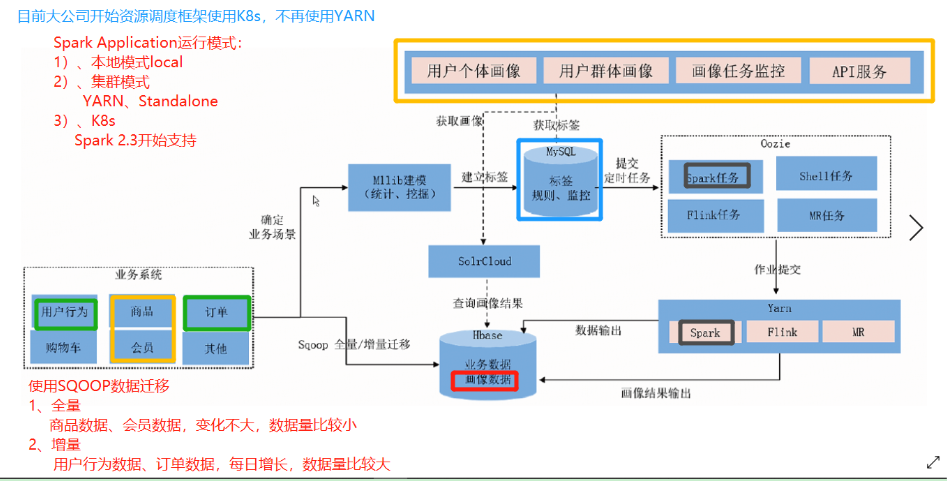 目前大公司开始资源调度框架使用K8s，不再使用YARN
Spark Application运行模式：
1）、本地模式local
2）、集群模式
YARN、Standalone
3）、K8s
Spark 2.3开始支持
用户个体画像
用户群体画像
画像任务监控
API服务
获取画像
获取标签
MySQL
标签
规则、监控
Mllib建模
（统计、挖掘）
建立标签
提交
定时任务
Oozie
Spark任务
Shell任务
Flink任务
MR任务
确定
业务场景
SolrCloud
作业提交
业务系统
用户行为
商品
订单
购物车
会员
其他
查询画像结果
Yarn
Spark
Flink
MR
数据输出
Sqoop 全量/增量迁移
Hbase
业务数据
画像数据
画像结果输出
使用SQOOP数据迁移
1、全量
商品数据、会员数据，变化不大，数据量比较小
2、增量
用户行为数据、订单数据，每日增长，数据量比较大